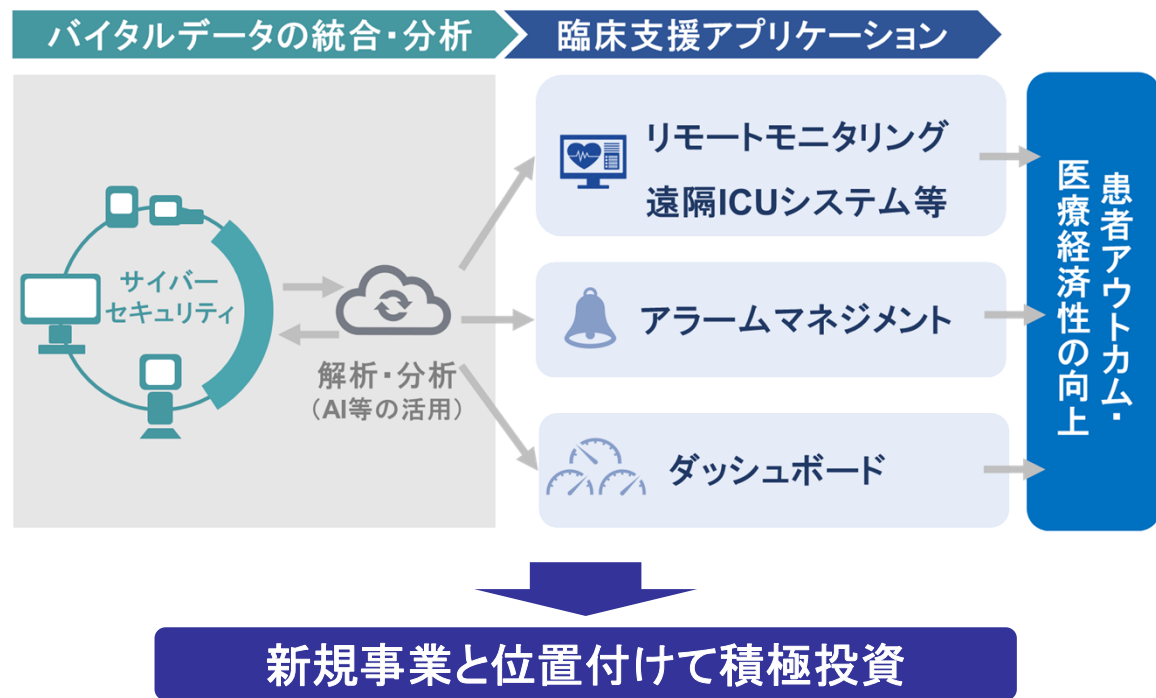 バイタルデータの統合・分析
臨床支援アプリケーション
サイバー
セキュリティ
解析・分析
（AI等の活用）
リモートモニタリング
遠隔ICUシステム等
アラームマネジメント
ダッシュボード
患者アウトカム・
医療経済性の向上
新規事業と位置付けて積極投資